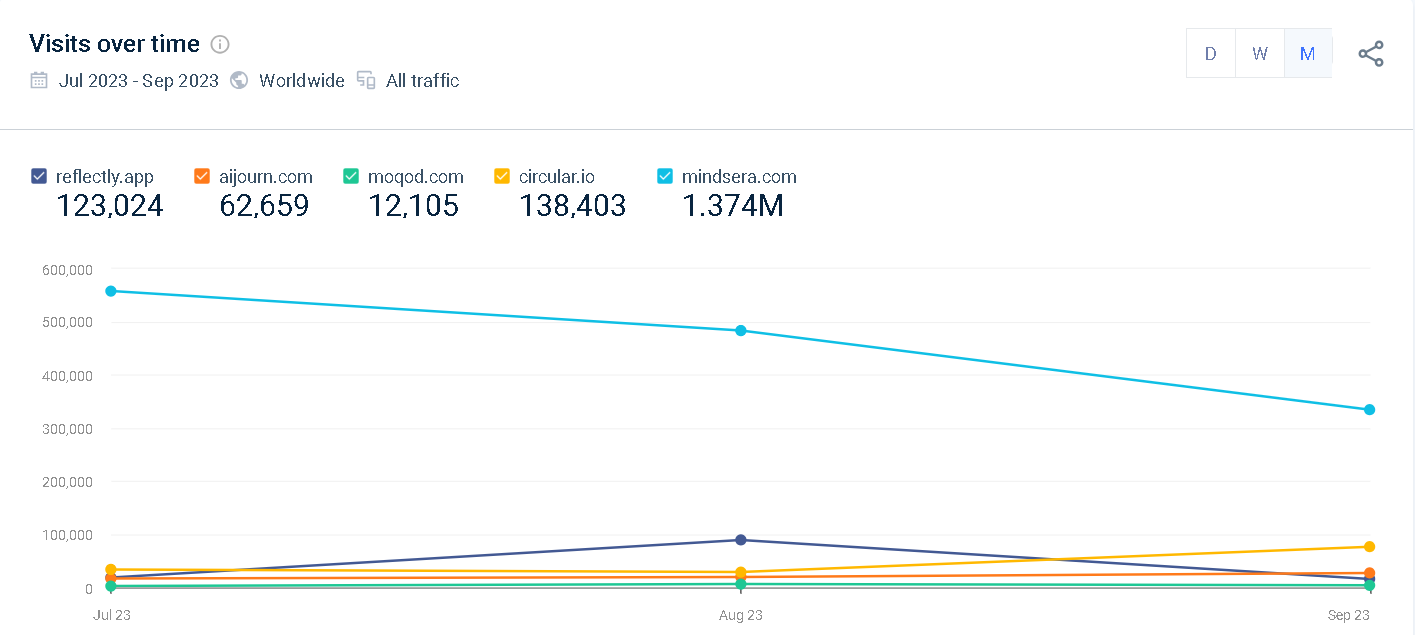 Visits over time
D W M
Jul 2023 - Sep 2023 Worldwide All traffic
reflectly.app aijourn.com moqod.com circular.io mindsera.com
123,024 62,659 12,105 138,403 1.374M
600,000
500,000
400,000
300,000
200,000
100,000
0
Jul 23 Aug 23 Sep 23